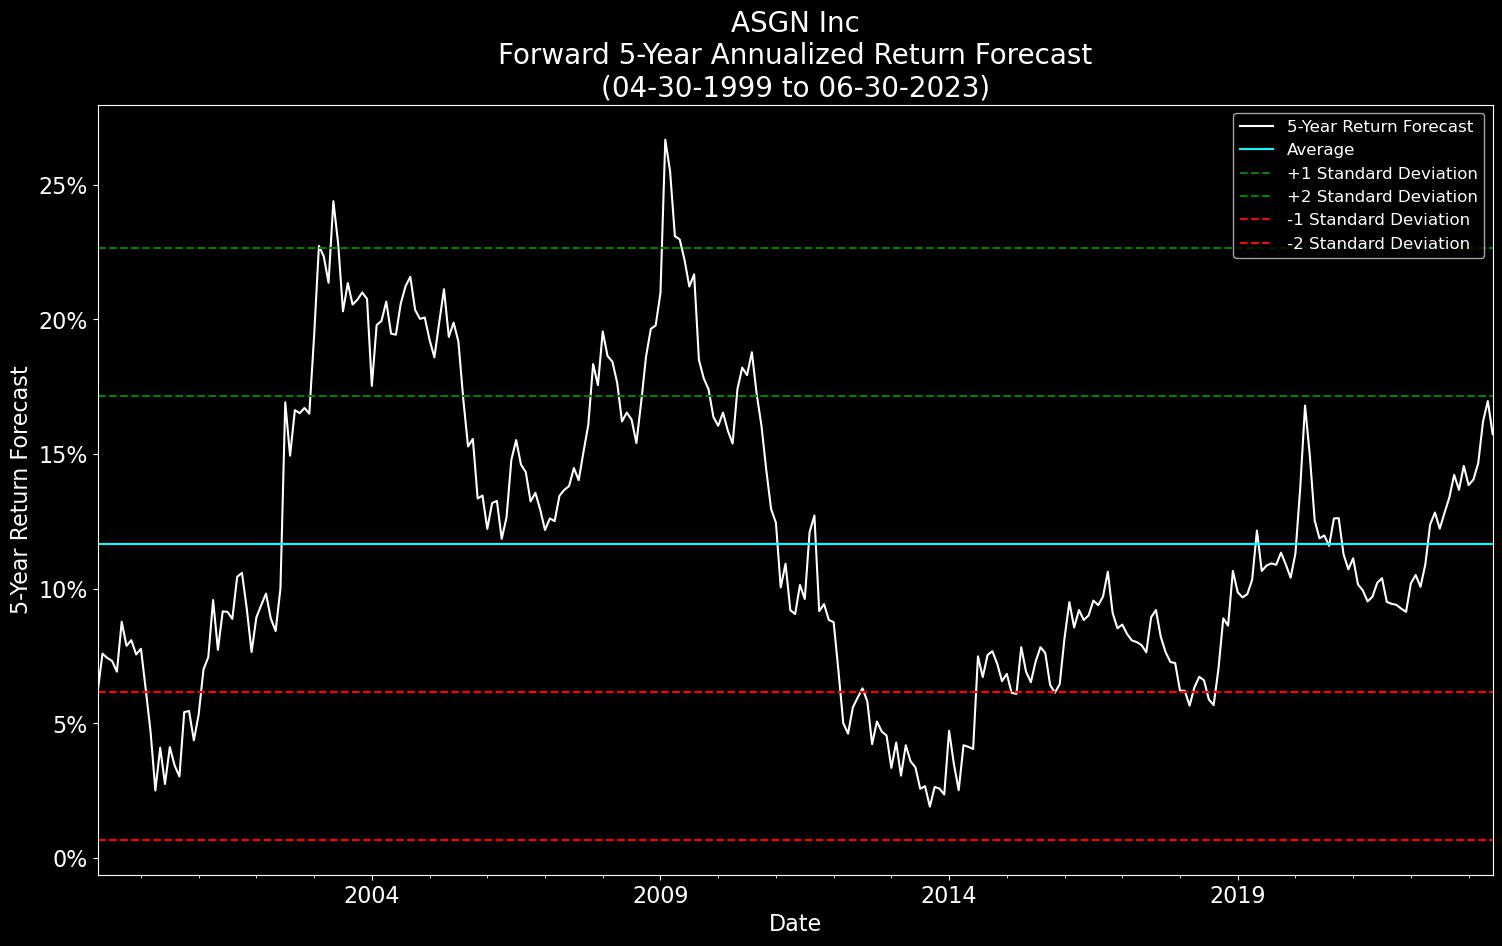 ASGN Inc
Forward 5-Year Annualized Return Forecast
(04-30-1999 to 06-30-2023)
5-Year Return Forecast
Average
+1 Standard Deviation
+2 Standard Deviation
-1 Standard Deviation
-2 Standard Deviation
25%
20%
15%
10%
5%
0%
5-Year Return Forecast
2004
2009
2014
2019
Date